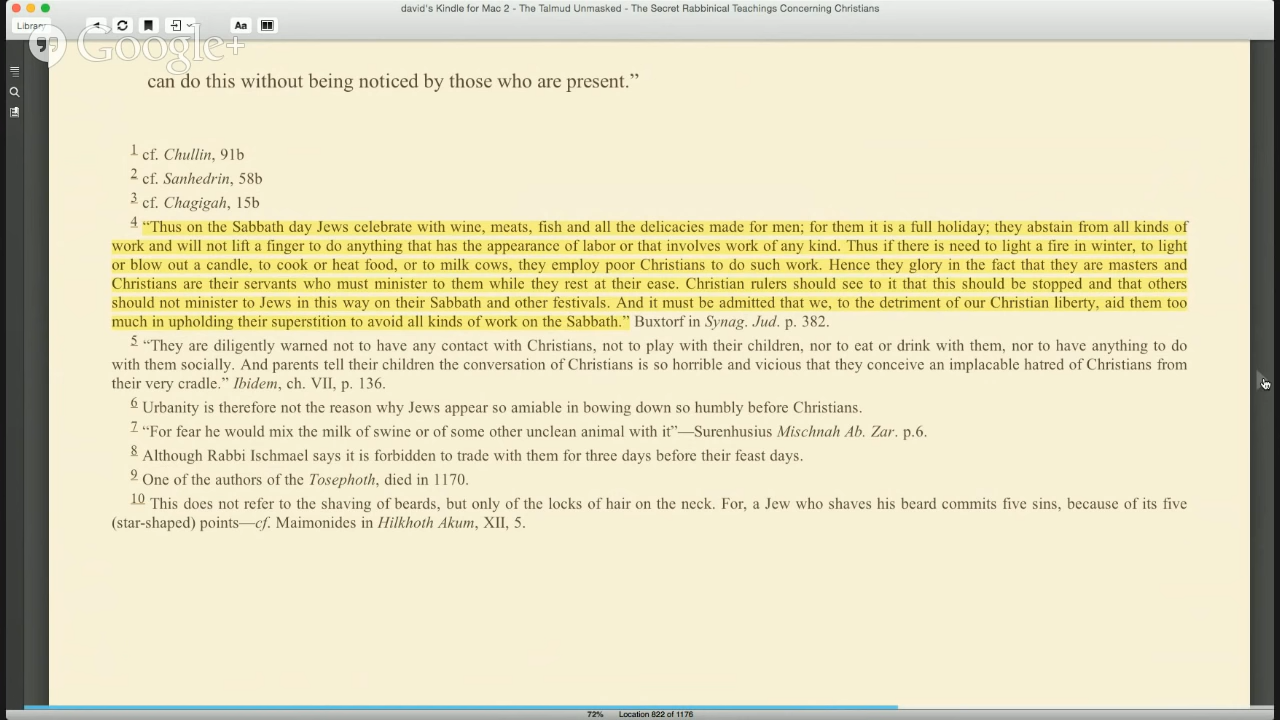 david's Kindle for Mac 2 - The Talmud Unmasked - The Secret Rabbinical Teachings Concerning Christians
Library
Aa
Google+
can do this without being noticed by those who are present.”
1 cf. Chullin, 91b
2 cf. Sanhedrin, 58b
3 cf. Chagigah, 15b
4 “Thus on the Sabbath day Jews celebrate with wine, meats, fish and all the delicacies made for men; for them it is a full holiday; they abstain from all kinds of
work and will not lift a finger to do anything that has the appearance of labor or that involves work of any kind. Thus if there is need to light a fire in winter, to light
or blow out a candle, to cook or heat food, or to milk cows, they employ poor Christians to do such work. Hence they glory in the fact that they are masters and
Christians are their servants who must minister to them while they rest at their ease. Christian rulers should see to it that this should be stopped and that others
should not minister to Jews in this way on their Sabbath and other festivals. And it must be admitted that we, to the detriment of our Christian liberty, aid them too
much in upholding their superstition to avoid all kinds of work on the Sabbath.” Buxtorf in Synag. Jud. p. 382.
5 “They are diligently warned not to have any contact with Christians, not to play with their children, nor to eat or drink with them, nor to have anything to do
with them socially. And parents tell their children the conversation of Christians is so horrible and vicious that they conceive an implacable hatred of Christians from
their very cradle.” Ibidem, ch. VII, p. 136.
6 Urbanity is therefore not the reason why Jews appear so amiable in bowing down so humbly before Christians.
7 “For fear he would mix the milk of swine or of some other unclean animal with it”—Surenhusius Mischnah Ab. Zar. p.6.
8 Although Rabbi Ischmael says it is forbidden to trade with them for three days before their feast days.
9 One of the authors of the Tosephoth, died in 1170.
10 This does not refer to the shaving of beards, but only of the locks of hair on the neck. For, a Jew who shaves his beard commits five sins, because of its five
(star-shaped) points—cf. Maimonides in Hilkhoth Akum, XII, 5.
72% Location 822 of 1176